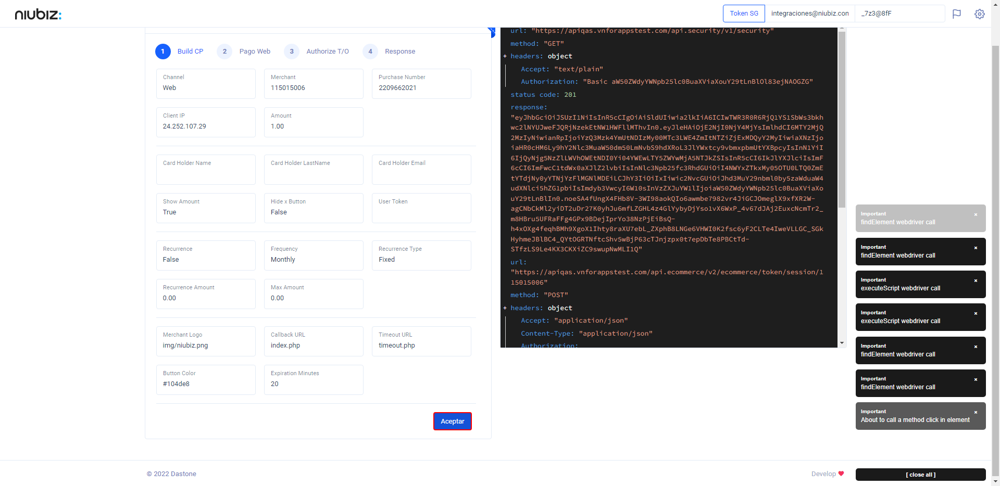 niubiz:
Token SG
integraciones@niubiz.con
_7z3@8fF
1 Build CP
2 Pago Web
3 Authorize T/O
4 Response
Channel
Web
Merchant
115015006
Purchase Number
2209662021
Client IP
24.252.107.29
Amount
1.00
Card Holder Name
Card Holder LastName
Card Holder Email
Show Amount
True
Hide x Button
False
User Token
Recurrence
False
Frequency
Monthly
Recurrence Type
Fixed
Recurrence Amount
0.00
Max Amount
0.00
Merchant Logo
img/niubiz.png
Callback URL
index.php
Timeout URL
timeout.php
Button Color
#104de8
Expiration Minutes
20
Aceptar
url: "https://apiqas.vnforappstest.com/api.security/v1/security"
method: "GET"
+ headers: object
Accept: "text/plain"
Authorization: "Basic aW50ZWdyYWNpb25lc0BuaXViaXouY29tLnBlOl83ejNAOGZG"
status code: 201
response:
"eyJhbGciOiJSUzI1NiIsInR5cCIgOiAiSldUIiwia2lkIiA6ICIwTWR3R0R6RjQ1YS1SbWs3bkh
wc2lNYUJweFJQRjNzekEtNW1HWFllMThvIn0.eyJleHAiOjE2NjI0NjY4MjYsImlhdCI6MTY2MjQ
2MzIyNiwianRpIjoiYzQ3Mzk4YmUtNDIzMy00MTc3LWE4ZmItNTZiZjExMDQyY2MyIiwiaXNzIjo
iaHR0cHM6Ly9hY2Nlc3MuaW50dm50LmNvbS9hdXRoL3JlYWxtcy9vbmxpbmUtYXBpcyIsInN1YiI
6IjQyNjg5NzZlLWVhOWEtNDI0Yi04YWEwLTY5ZWYwMjA5NTJkZSIsInR5cCI6IkJlYXJlciIsImF
6cCI6ImFwcC1tdWx0aXJlZ2lvbiIsInNlc3Npb25fc3RhdGUiOiI4NWYxZTkxMy05OTU0LTQ0ZmE
tYTdjNy0yYTNjYzFlMGNlMDEiLCJhY3IiOiIxIiwic2NvcGUiOiJhd3MuY29nbml0by5zaWduaW4
udXNlci5hZG1pbiIsImdyb3VwcyI6W10sInVzZXJuYW1lIjoiaW50ZWdyYWNpb25lc0BuaXViaXo
uY29tLnBlIn0.noeSA4fUngX4FHb8V-3WI98aokQIo6awmbe7982vr4JiGCJOmeglX9xfXR2W-
agCNbCkMl2yiDT2uDr27K0yhJu6mfLZGHL4z4GlYybyDjYso1vX6WxP_4v67dJAj2EuxcNcmTr2_
m8HBru5UFRaFFg4GPx9BDejIprYo38NzPjEiBsQ-
h4xOXg4feqhBMh9XgoX1Ihty8raXU7ebL_ZXphB8LNGe6VHWI0K2fsc6yF2CLTe4IweVLLGC_SGk
HyhmeJBlBC4_QYtOGRTNftcShv5wBjP63cTJnjzpx0t7epDbTe8PBCtTd-
STfzLS9Le4KX3CKXiZC9swupNwMLI1Q"
url:
"https://apiqas.vnforappstest.com/api.ecommerce/v2/ecommerce/token/session/1
15015006"
method: "POST"
+ headers: object
Accept: "application/json"
Content-Type: "application/json"
Authorization:
Important
findElement webdriver call
×
Important
findElement webdriver call
×
Important
executeScript webdriver call
×
Important
executeScript webdriver call
×
Important
findElement webdriver call
×
Important
findElement webdriver call
×
Important
About to call a method click in element
×
© 2022 Dastone
Develop
[ close all ]